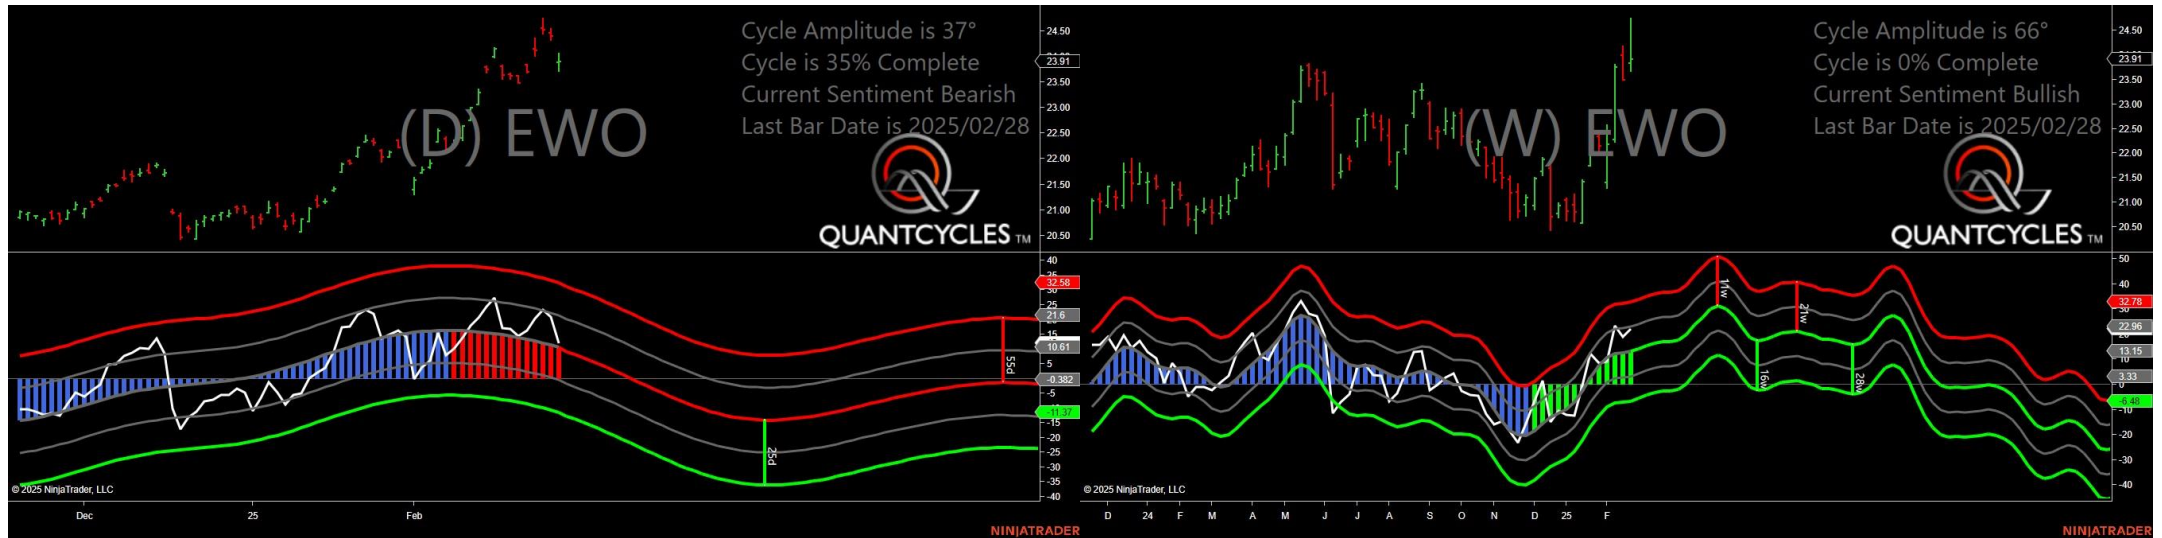 Cycle Amplitude is 37°
Cycle is 35% Complete
Current Sentiment Bearish
Last Bar Date is 2025/02/28
(D) EWO
QUANTCYCLES TM
24.50
23.91
23.50
23.00
22.50
22.00
21.50
21.00
20.50
40
32.58
30
25
21.6
15
10.61
5
-0.382
-5
-11.37
-15
-20
-25
-30
-35
-40
25d
55d
© 2025 NinjaTrader, LLC
Dec
25
Feb
NINJATRADER
Cycle Amplitude is 66°
Cycle is 0% Complete
Current Sentiment Bullish
Last Bar Date is 2025/02/28
(W) EWO
QUANTCYCLES TM
24.50
23.91
23.50
23.00
22.50
22.00
21.50
21.00
20.50
50
40
32.78
22.96
13.15
10
3.33
0
-6.48
-10
-20
-30
-40
11w
16w
21w
28w
© 2025 NinjaTrader, LLC
D
24
F
M
A
M
J
J
A
S
O
N
D
25
F
NINJATRADER